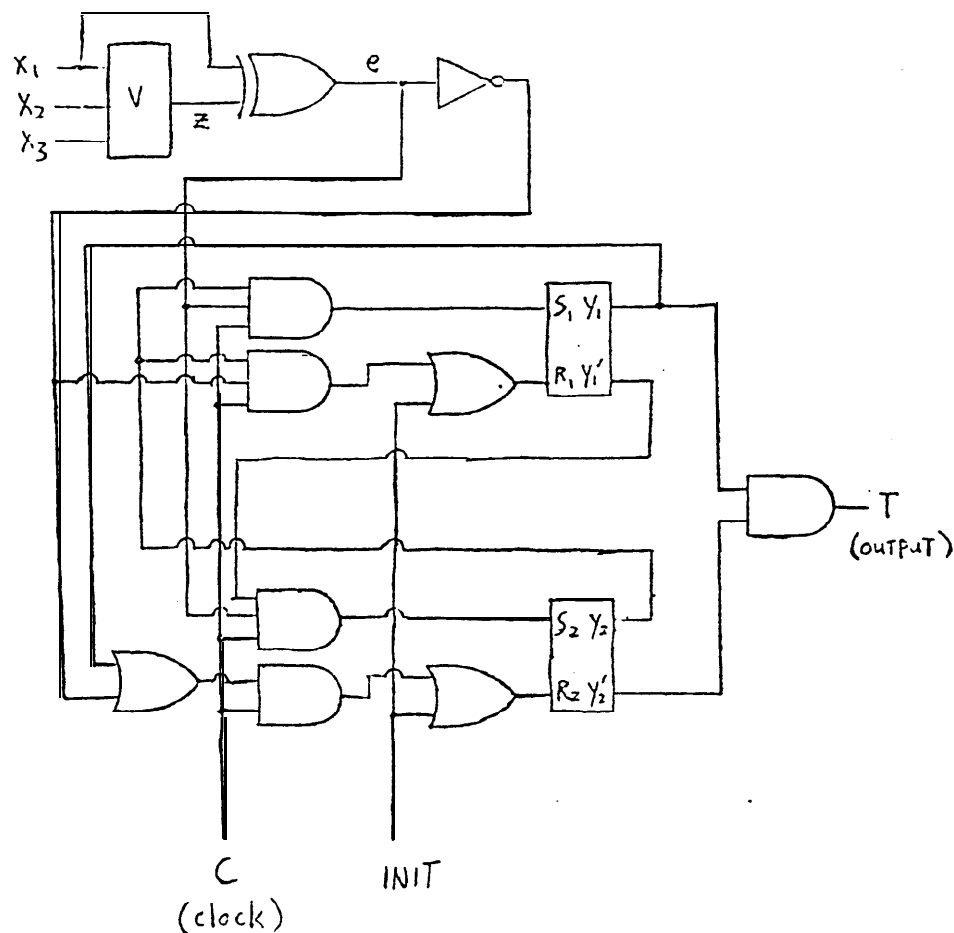 X₁
X₂
X₃
V
Z
e
S₁ Y₁
R₁ Y₁'
S₂ Y₂
R₂ Y₂'
T
(OUTPUT)
C
(clock)
INIT